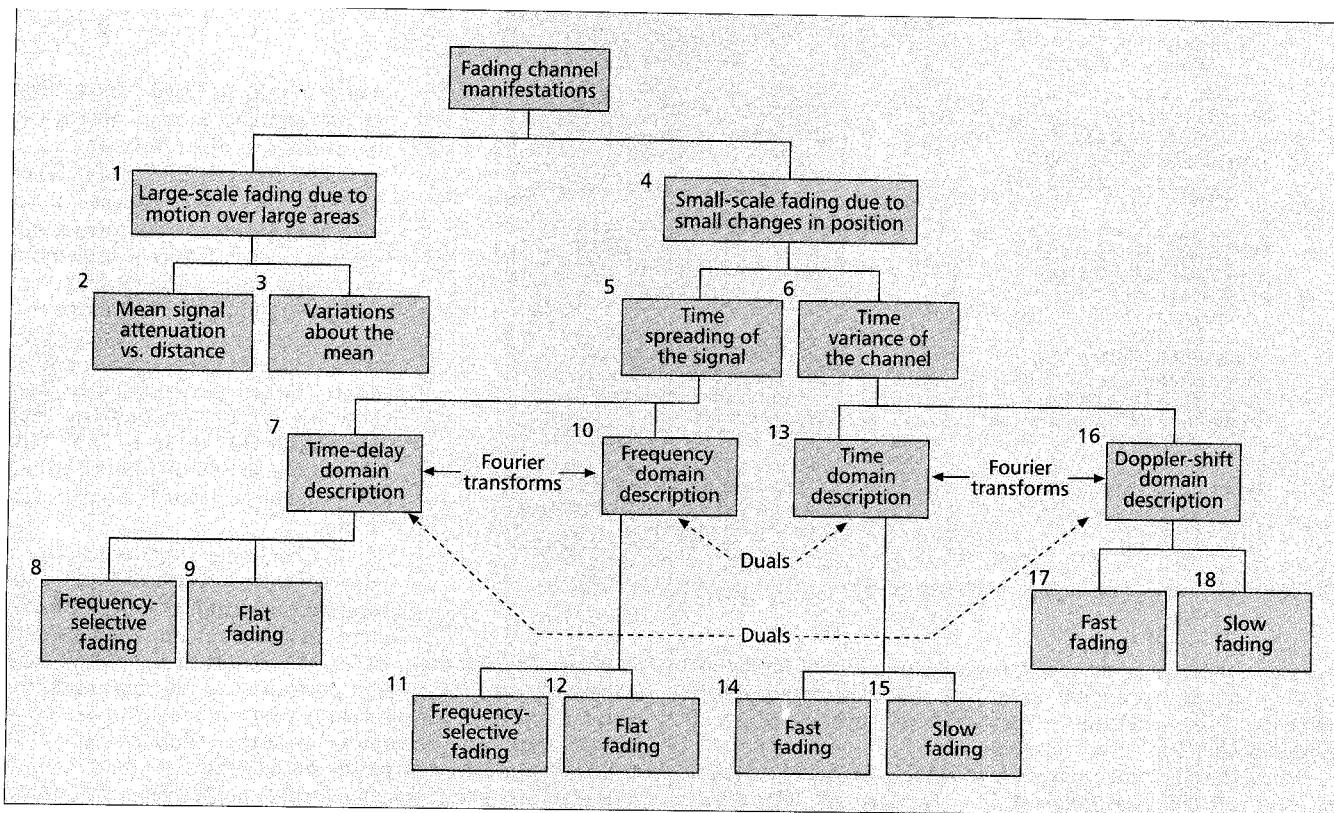 Fading channel
manifestations
1
Large-scale fading due to
motion over large areas
4
Small-scale fading due to
small changes in position
2
Mean signal
attenuation
vs. distance
3
Variations
about the
mean
5
Time
spreading of
the signal
6
Time
variance of
the channel
7
Time-delay
domain
description
Fourier
transforms
10
Frequency
domain
description
13
Time
domain
description
Fourier
transforms
16
Doppler-shift
domain
description
Duals
8
Frequency-
selective
fading
9
Flat
fading
Duals
17
Fast
fading
18
Slow
fading
11
Frequency-
selective
fading
12
Flat
fading
14
Fast
fading
15
Slow
fading